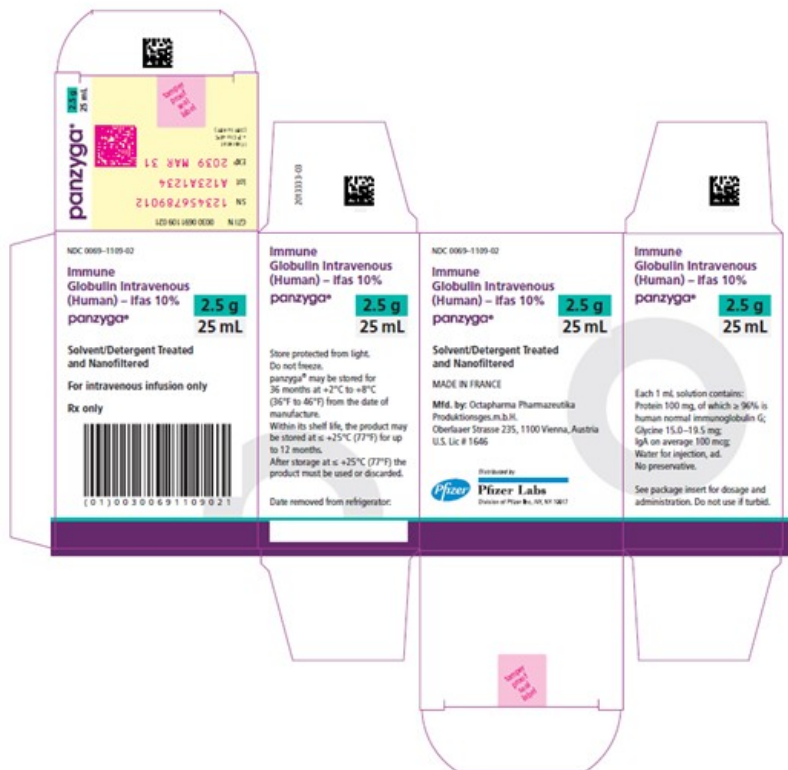 panzyga®
2.5 g
25 mL
GTIN 00300691109021
SN 123456789012
Lot A123A1234
EXP 2039 MAR 31
tamper
2013333-03
NDC 0069-1109-02
Immune
Globulin Intravenous
(Human) – ifas 10%
panzyga®
2.5 g
25 mL
Solvent/Detergent Treated
and Nanofiltered
For intravenous infusion only
Rx only
(01)00300691109021
Immune
Globulin Intravenous
(Human) – ifas 10%
panzyga®
2.5 g
25 mL
Store protected from light.
Do not freeze.
panzyga® may be stored for
36 months at +2°C to +8°C
(36°F to 46°F) from the date of
manufacture.
Within its shelf life, the product may
be stored at ≤ +25°C (77°F) for up
to 12 months.
After storage at ≤ +25°C (77°F) the
product must be used or discarded.
Date removed from refrigerator:
NDC 0069-1109-02
Immune
Globulin Intravenous
(Human) – ifas 10%
panzyga®
2.5 g
25 mL
Solvent/Detergent Treated
and Nanofiltered
MADE IN FRANCE
Mfd. by: Octapharma Pharmazeutika
Produktionsges.m.b.H.
Oberlaaer Strasse 235, 1100 Vienna, Austria
U.S. Lic # 1646
Distributed by
Pfizer
Pfizer Labs
Division of Pfizer Inc, NY, NY 10017
Immune
Globulin Intravenous
(Human) – ifas 10%
panzyga®
2.5 g
25 mL
Each 1 mL solution contains:
Protein 100 mg, of which ≥ 96% is
human normal immunoglobulin G;
Glycine 15.0–19.5 mg;
IgA on average 100 mcg;
Water for injection, ad.
No preservative.
See package insert for dosage and
administration. Do not use if turbid.
tamper